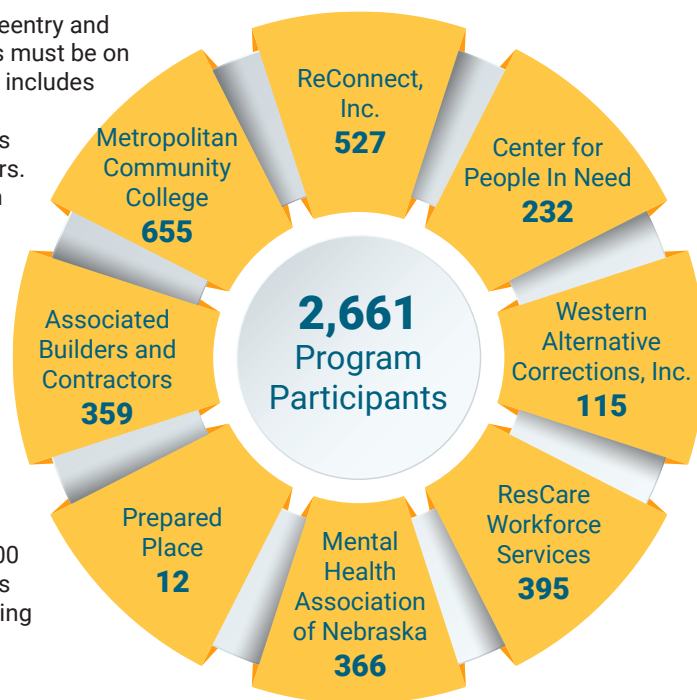 eentry and
s must be on
includes
s
rs.
n
00
s
ing
ReConnect,
Inc.
527
Center for
People In Need
232
Western
Alternative
Corrections, Inc.
115
ResCare
Workforce
Services
395
Mental
Health
Association
of Nebraska
366
Prepared
Place
12
Associated
Builders and
Contractors
359
Metropolitan
Community
College
655
2,661
Program
Participants